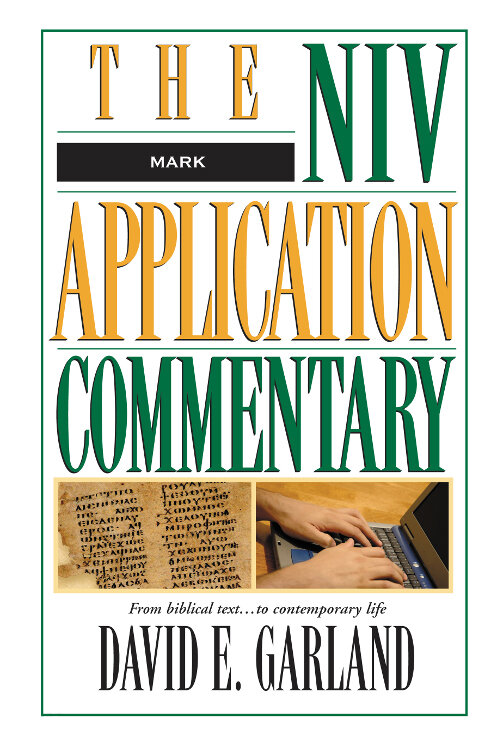 THE NIV
MARK
APPLICATION
COMMENTARY
From biblical text...to contemporary life
DAVID E. GARLAND